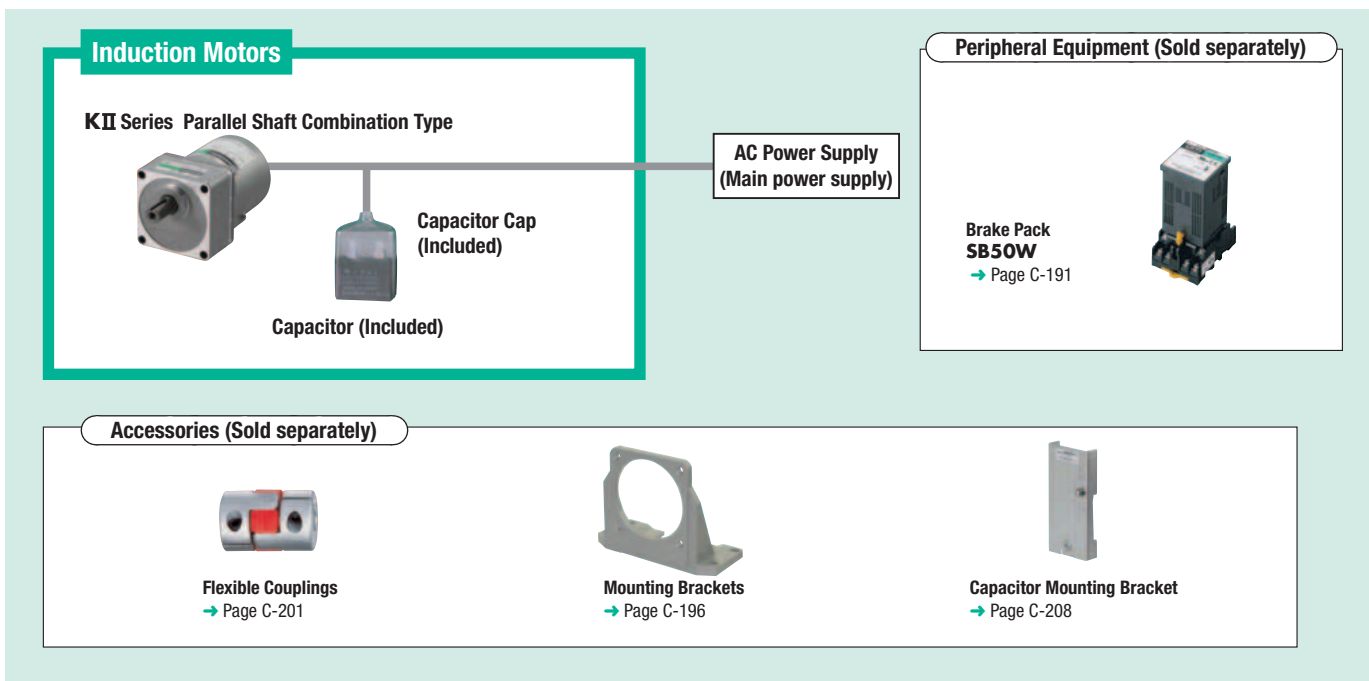 Induction Motors
KII Series Parallel Shaft Combination Type
Capacitor Cap
(Included)
Capacitor (Included)
AC Power Supply
(Main power supply)
Peripheral Equipment (Sold separately)
Brake Pack
SB50W
→ Page C-191
Accessories (Sold separately)
Flexible Couplings
→ Page C-201
Mounting Brackets
→ Page C-196
Capacitor Mounting Bracket
→ Page C-208